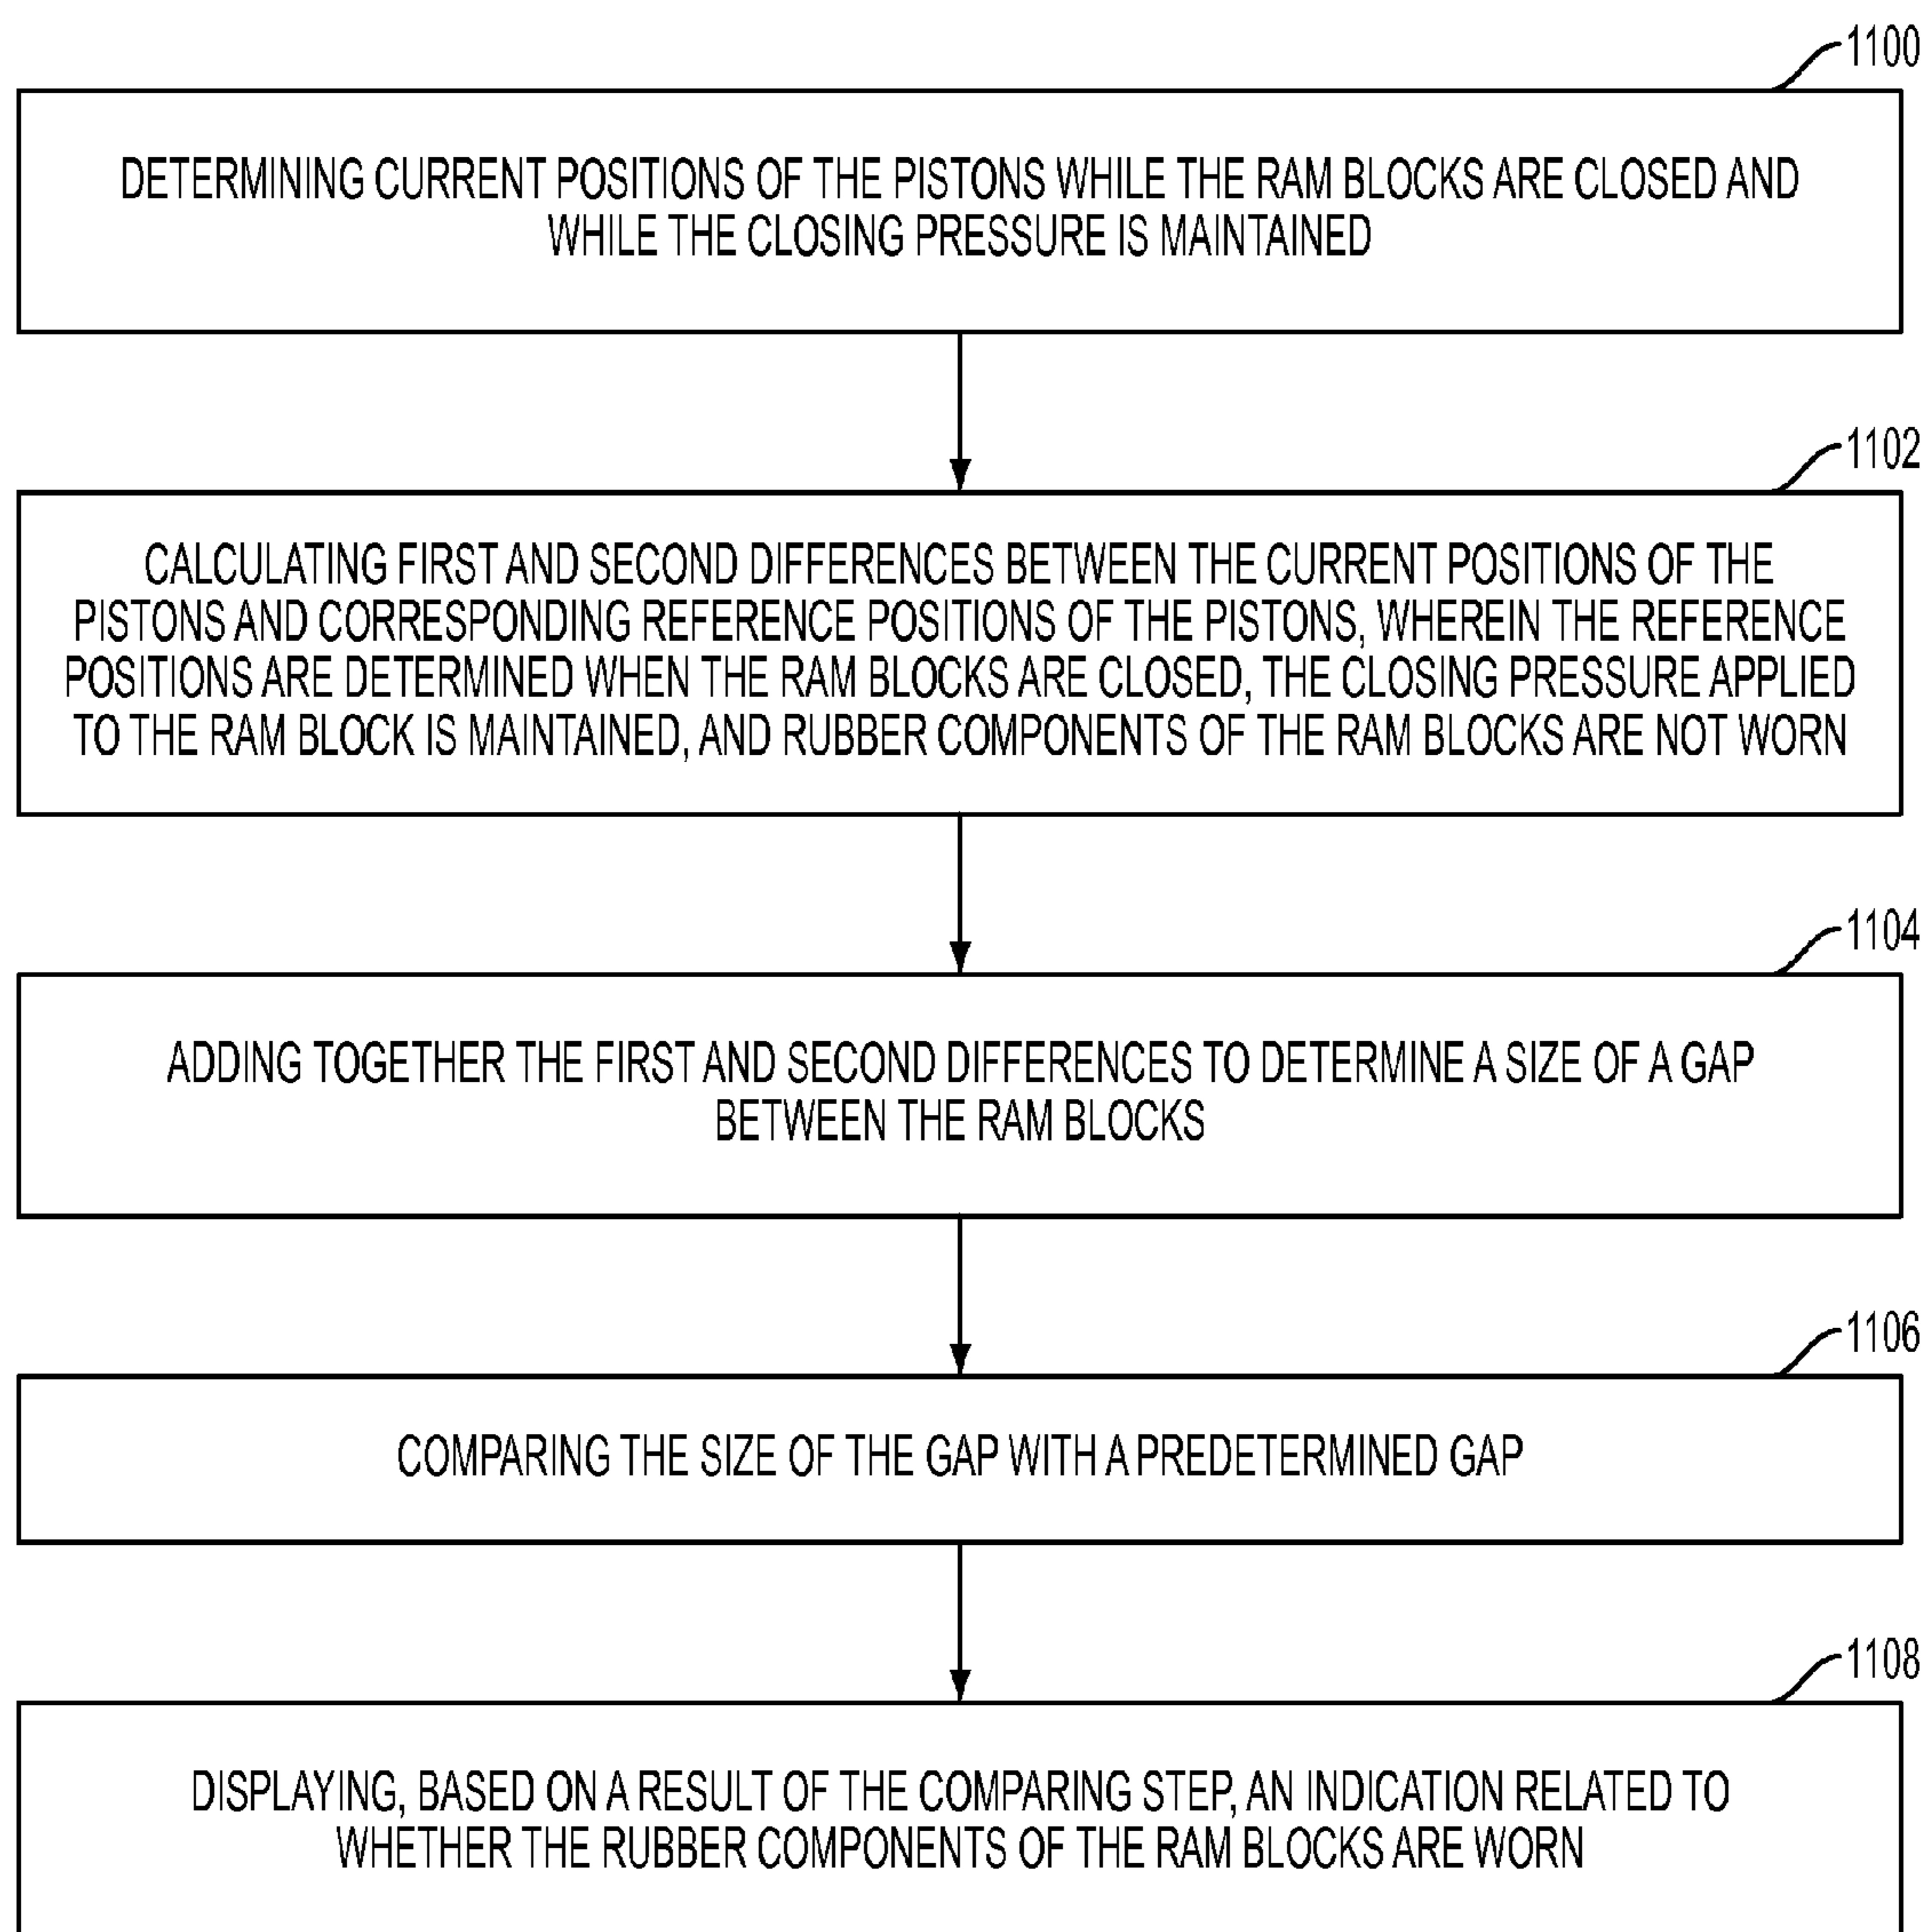 1100
DETERMINING CURRENT POSITIONS OF THE PISTONS WHILE THE RAM BLOCKS ARE CLOSED AND
WHILE THE CLOSING PRESSURE IS MAINTAINED
1102
CALCULATING FIRST AND SECOND DIFFERENCES BETWEEN THE CURRENT POSITIONS OF THE
PISTONS AND CORRESPONDING REFERENCE POSITIONS OF THE PISTONS, WHEREIN THE REFERENCE
POSITIONS ARE DETERMINED WHEN THE RAM BLOCKS ARE CLOSED, THE CLOSING PRESSURE APPLIED
TO THE RAM BLOCK IS MAINTAINED, AND RUBBER COMPONENTS OF THE RAM BLOCKS ARE NOT WORN
1104
ADDING TOGETHER THE FIRST AND SECOND DIFFERENCES TO DETERMINE A SIZE OF A GAP
BETWEEN THE RAM BLOCKS
1106
COMPARING THE SIZE OF THE GAP WITH A PREDETERMINED GAP
1108
DISPLAYING, BASED ON A RESULT OF THE COMPARING STEP, AN INDICATION RELATED TO
WHETHER THE RUBBER COMPONENTS OF THE RAM BLOCKS ARE WORN